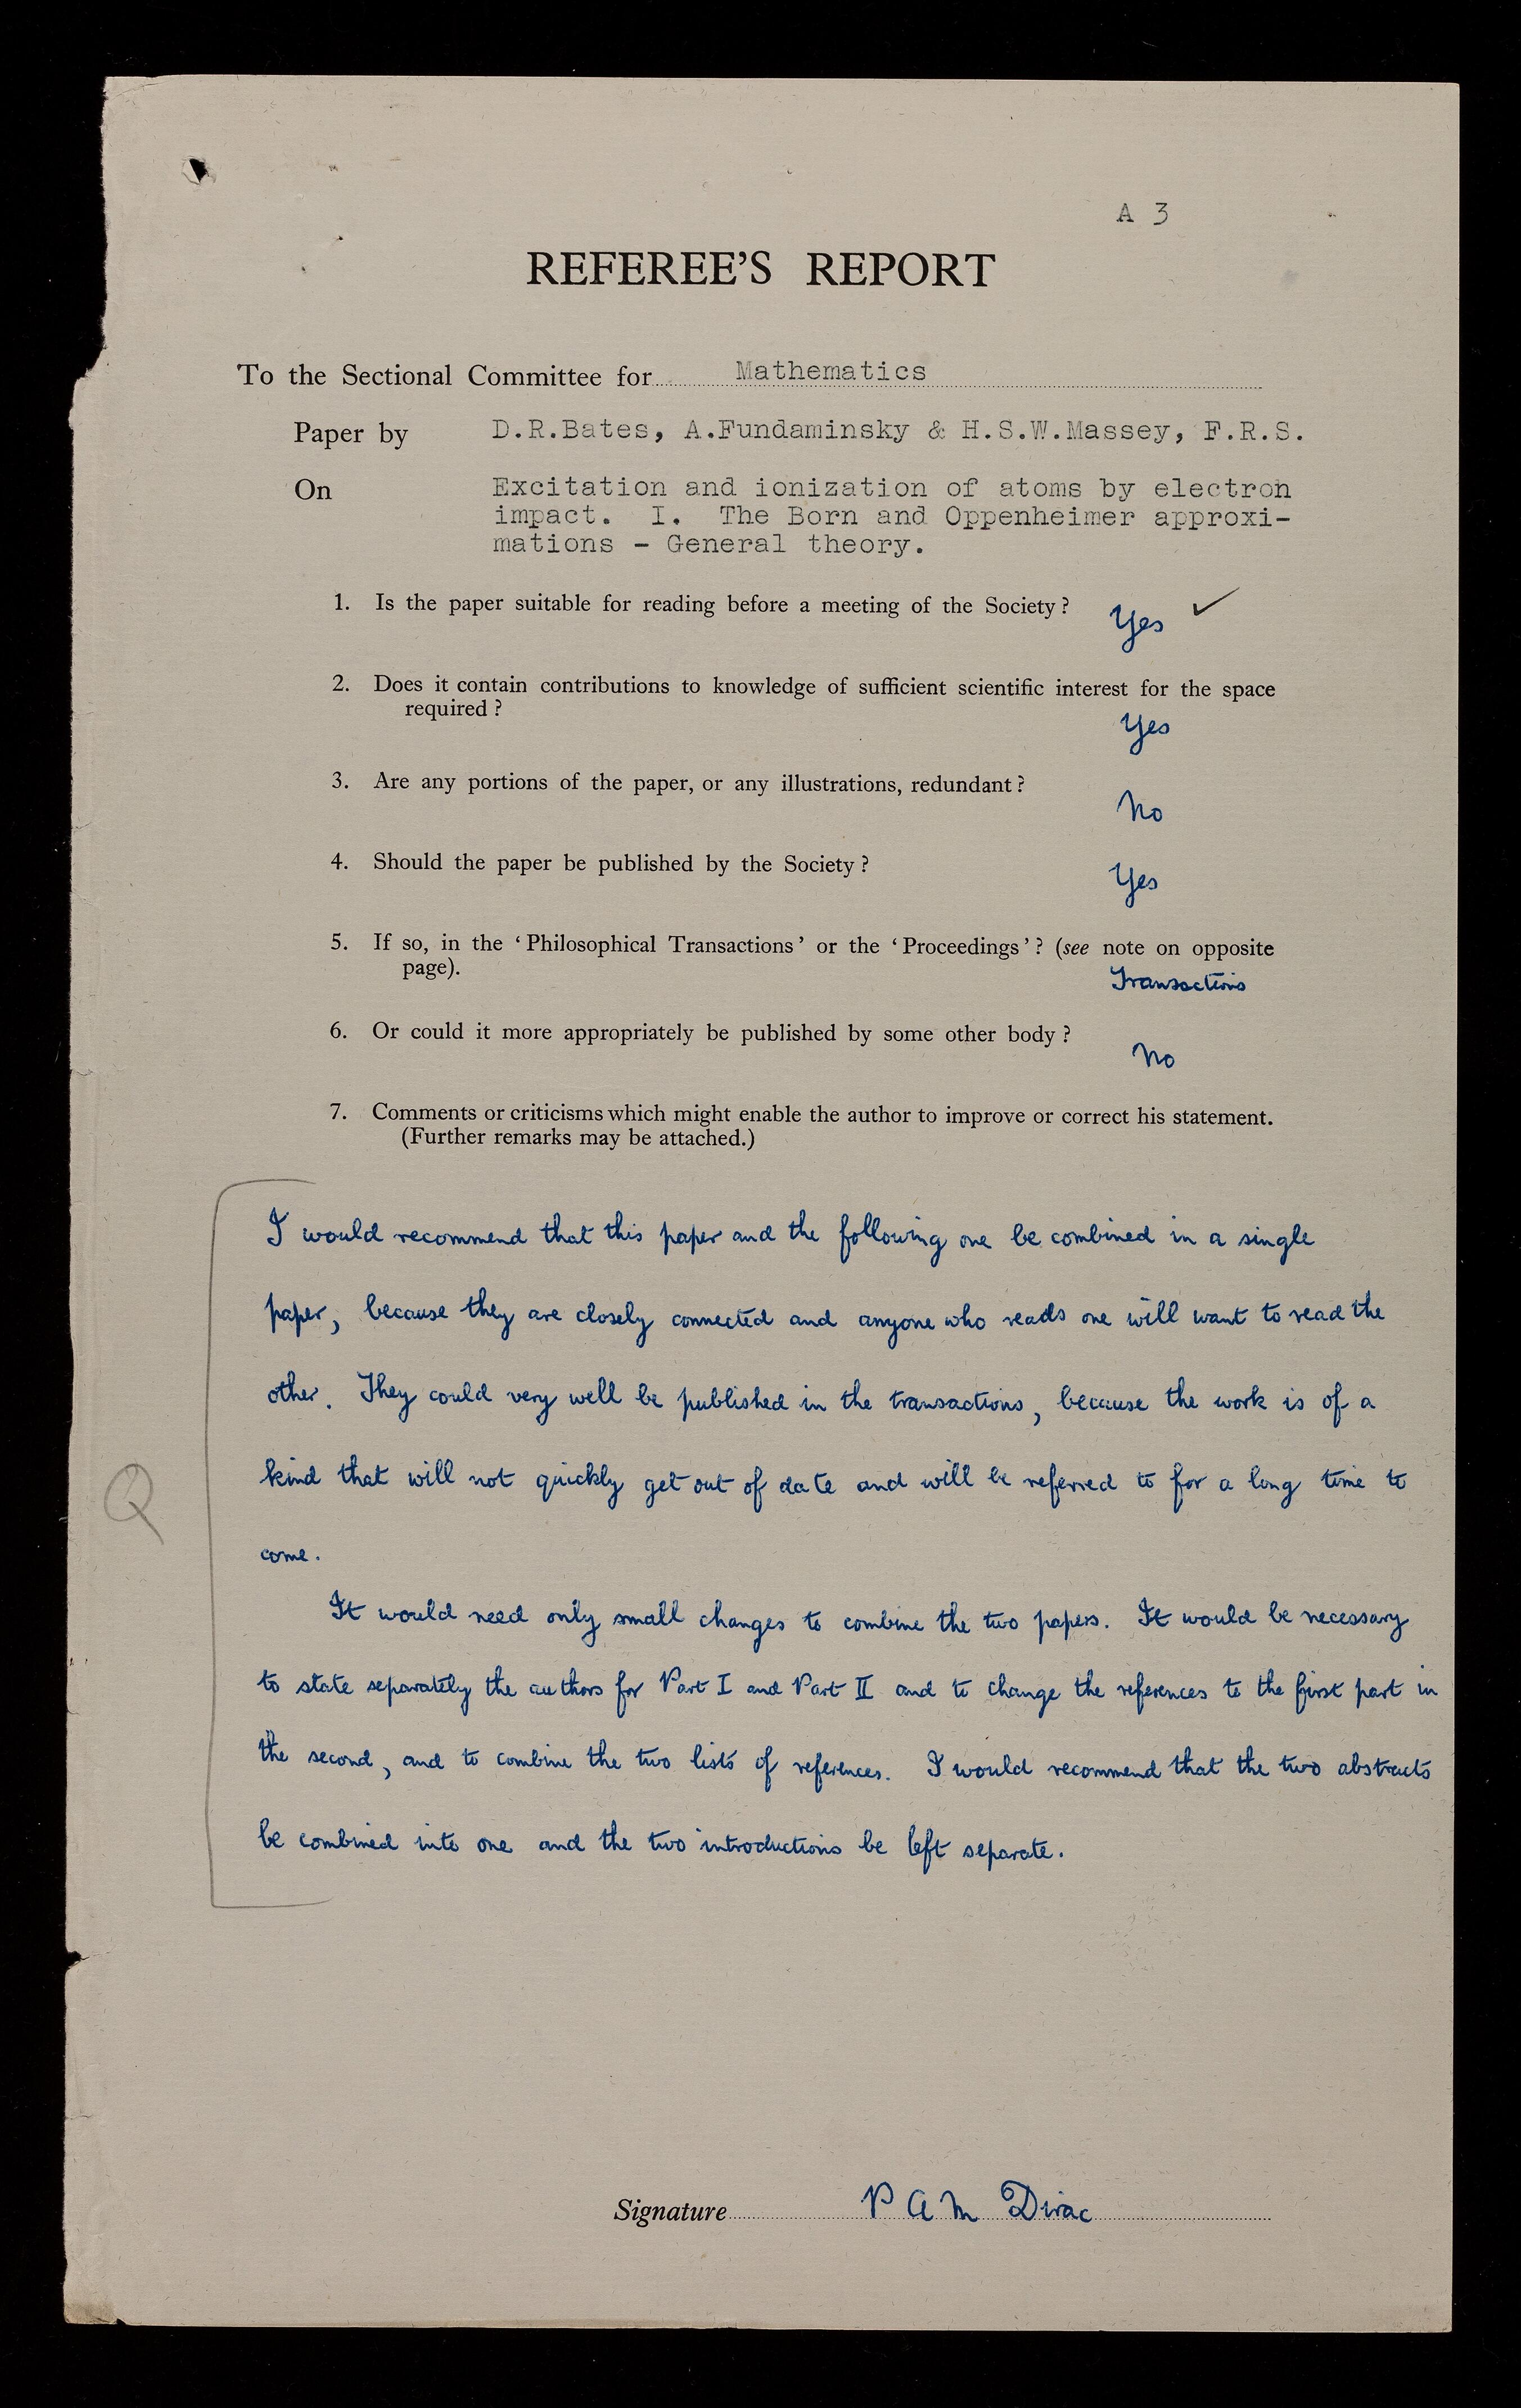 A 3
REFEREE’S REPORT
To the Sectional Committee for Mathematics
Paper by D.R.Bates, A.Fundaminsky & H.S.W.Massey, F.R.S.
On Excitation and ionization of atoms by electron
impact. I. The Born and Oppenheimer approxi-
mations - General theory.
1. Is the paper suitable for reading before a meeting of the Society?
Yes ✓
2. Does it contain contributions to knowledge of sufficient scientific interest for the space
required?
Yes
3. Are any portions of the paper, or any illustrations, redundant?
No
4. Should the paper be published by the Society?
Yes
5. If so, in the ‘Philosophical Transactions’ or the ‘Proceedings’? (see note on opposite
page).
Transactions
6. Or could it more appropriately be published by some other body?
No
7. Comments or criticisms which might enable the author to improve or correct his statement.
(Further remarks may be attached.)
I would recommend that this paper and the following one be combined in a single
paper, because they are closely connected and anyone who reads one will want to read the
other. They could very well be published in the transactions, because the work is of a
Q
kind that will not quickly get out of date and will be referred to for a long time to
come.
It would need only small changes to combine the two papers. It would be necessary
to state separately the authors for Part I and Part II and to change the references to the first part in
the second, and to combine the two lists of references. I would recommend that the two abstracts
be combined into one and the two introductions be left separate.
Signature P A M Dirac